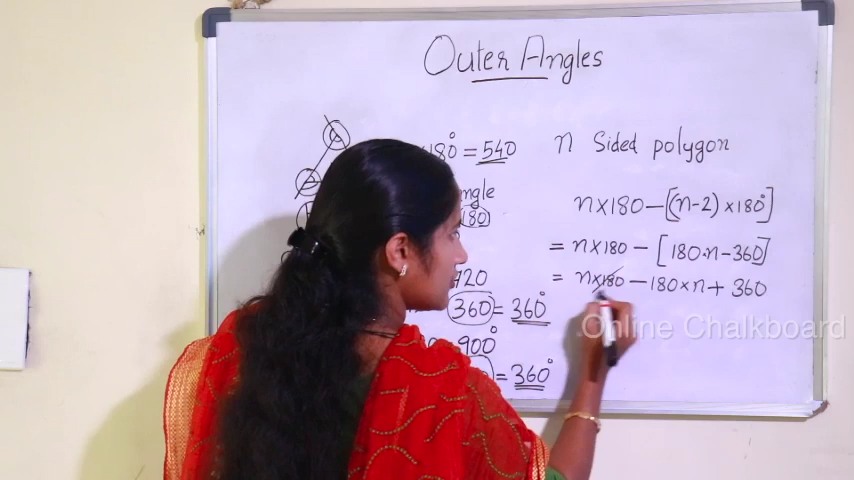 Outer Angles
180° = 540
ngle
180
720
360 = 360°
900°
= 360°
n Sided polygon
n×180 – [(n-2) ×180°]
= n×180 – [180·n-360]
= n×180 – 180×n + 360
Online Chalkboard